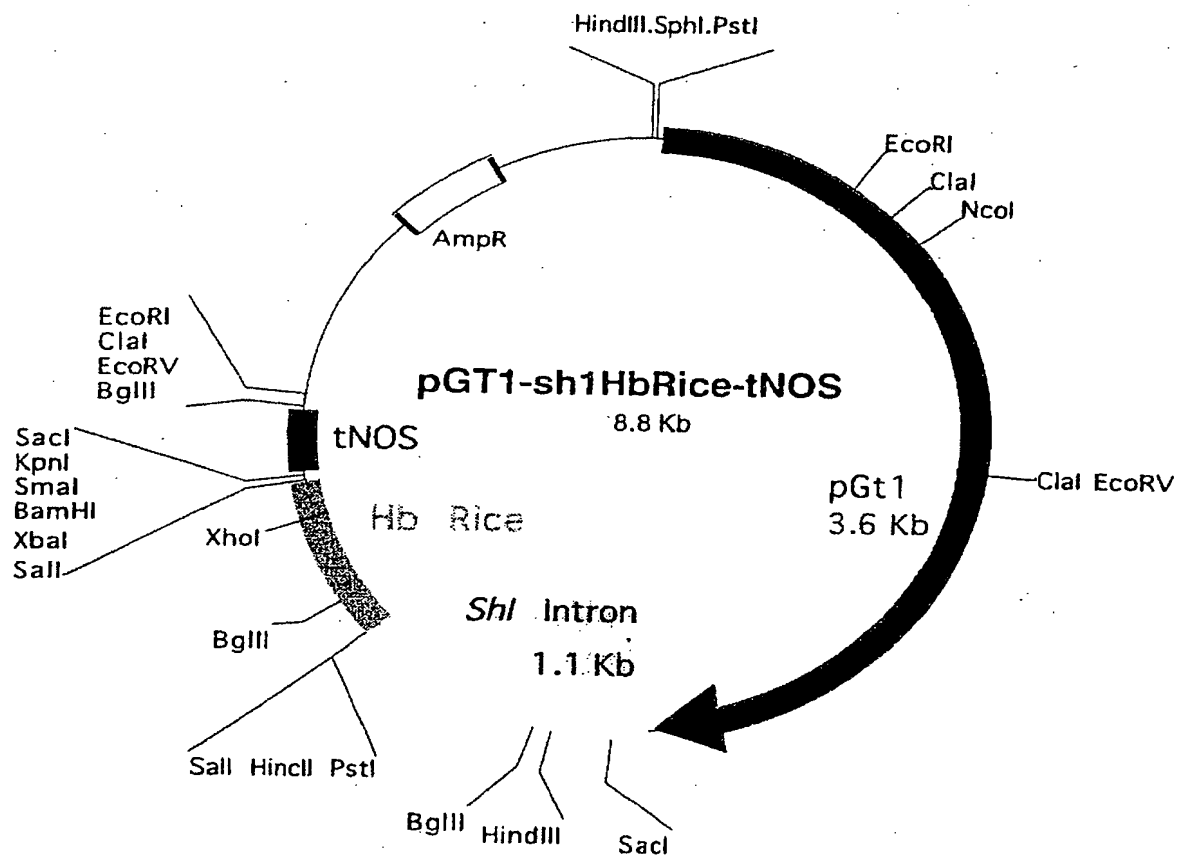 HindIII.SphI.PstI
EcoRI
ClaI
NcoI
AmpR
EcoRI
ClaI
EcoRV
BglII
pGT1-sh1HbRice-tNOS
8.8 Kb
SacI
KpnI
SmaI
BamHI
XbaI
SalI
tNOS
pGt1
3.6 Kb
ClaI EcoRV
Hb Rice
XhoI
ShI Intron
1.1 Kb
BglII
SalI HincII PstI
BglII
HindIII
SacI